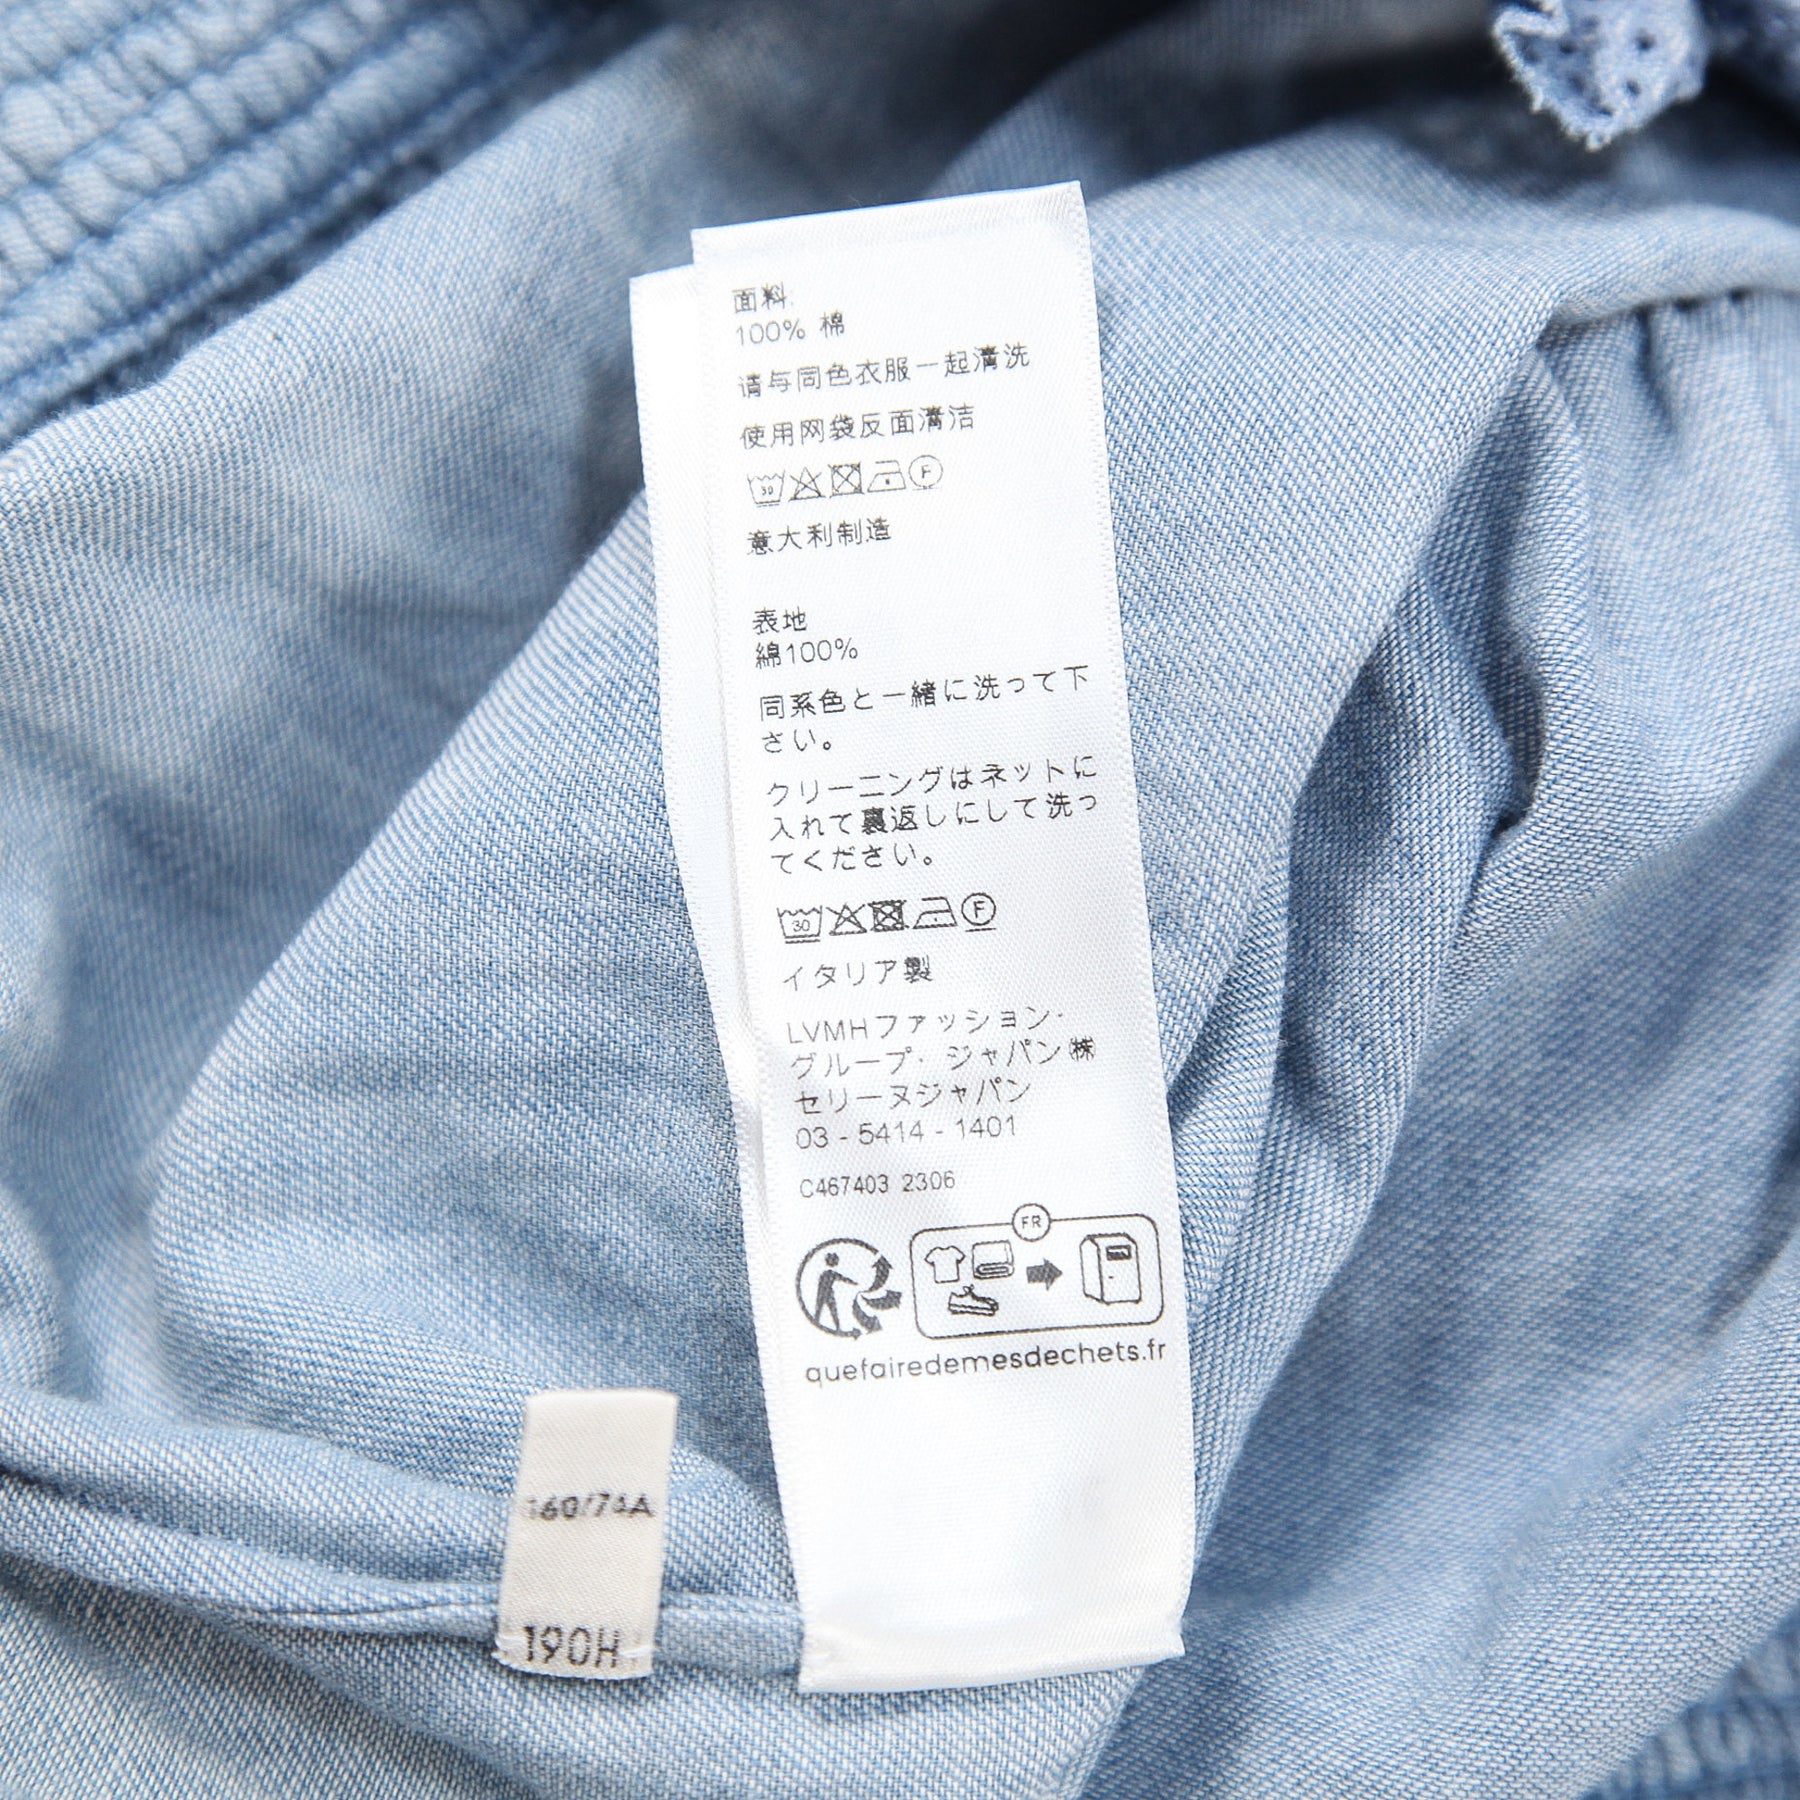 面料:
100% 棉
请与同色衣服一起清洗
使用网袋反面清洁
30 F
意大利制造
表地
綿100%
同系色と一緒に洗って下
さい。
クリーニングはネットに
入れて裏返しにして洗っ
てください。
30 F
イタリア製
LVMHファッション・
グループ・ジャパン㈱
セリーヌジャパン
03 - 5414 - 1401
C467403 2306
FR
quefairedemesdechets.fr
160/74A
190H